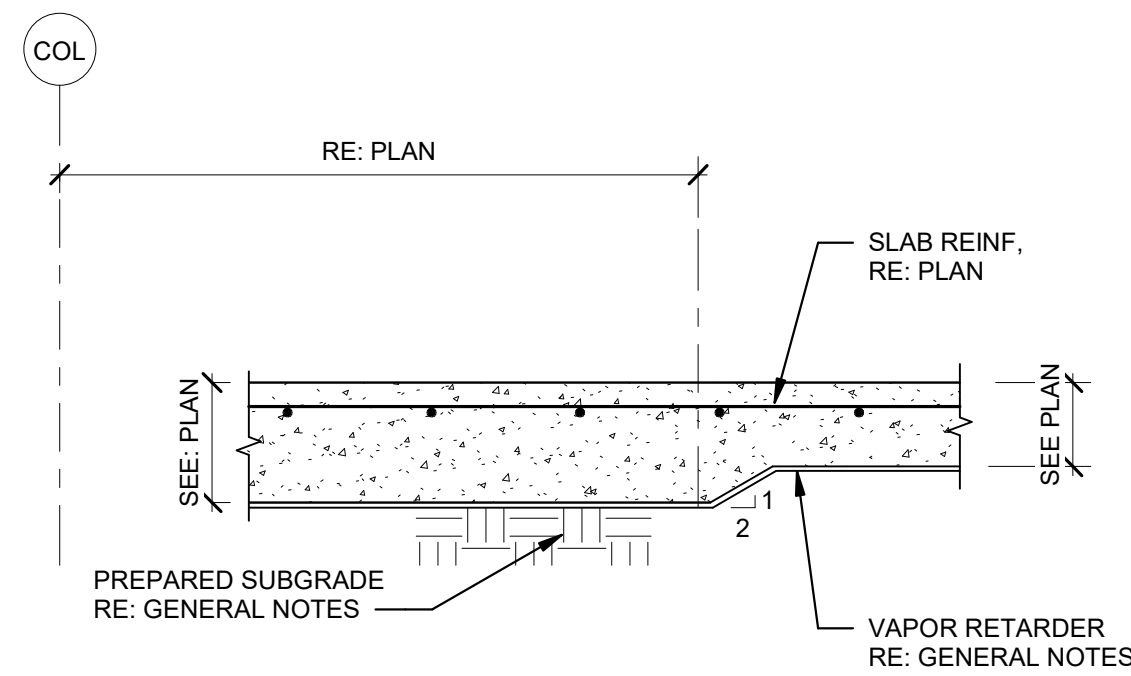 COL
RE: PLAN
SLAB REINF,
RE: PLAN
SEE: PLAN
SEE PLAN
1
2
PREPARED SUBGRADE
RE: GENERAL NOTES
VAPOR RETARDER
RE: GENERAL NOTES